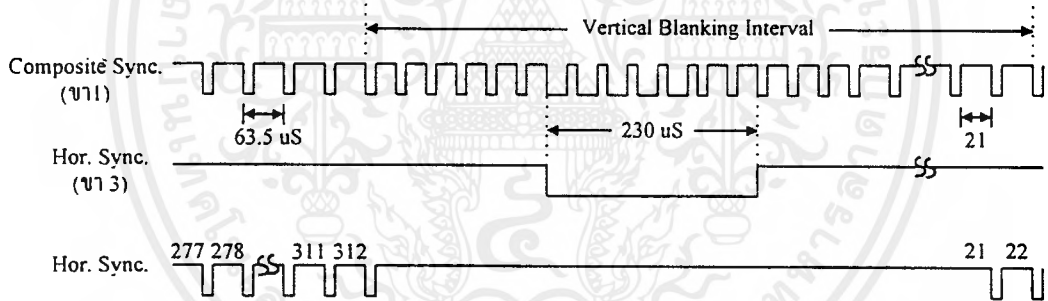 Vertical Blanking Interval
Composite Sync.
(ขา1)
63.5 uS
230 uS
21
Hor. Sync.
(ขา 3)
277 278 311 312 21 22
Hor. Sync.